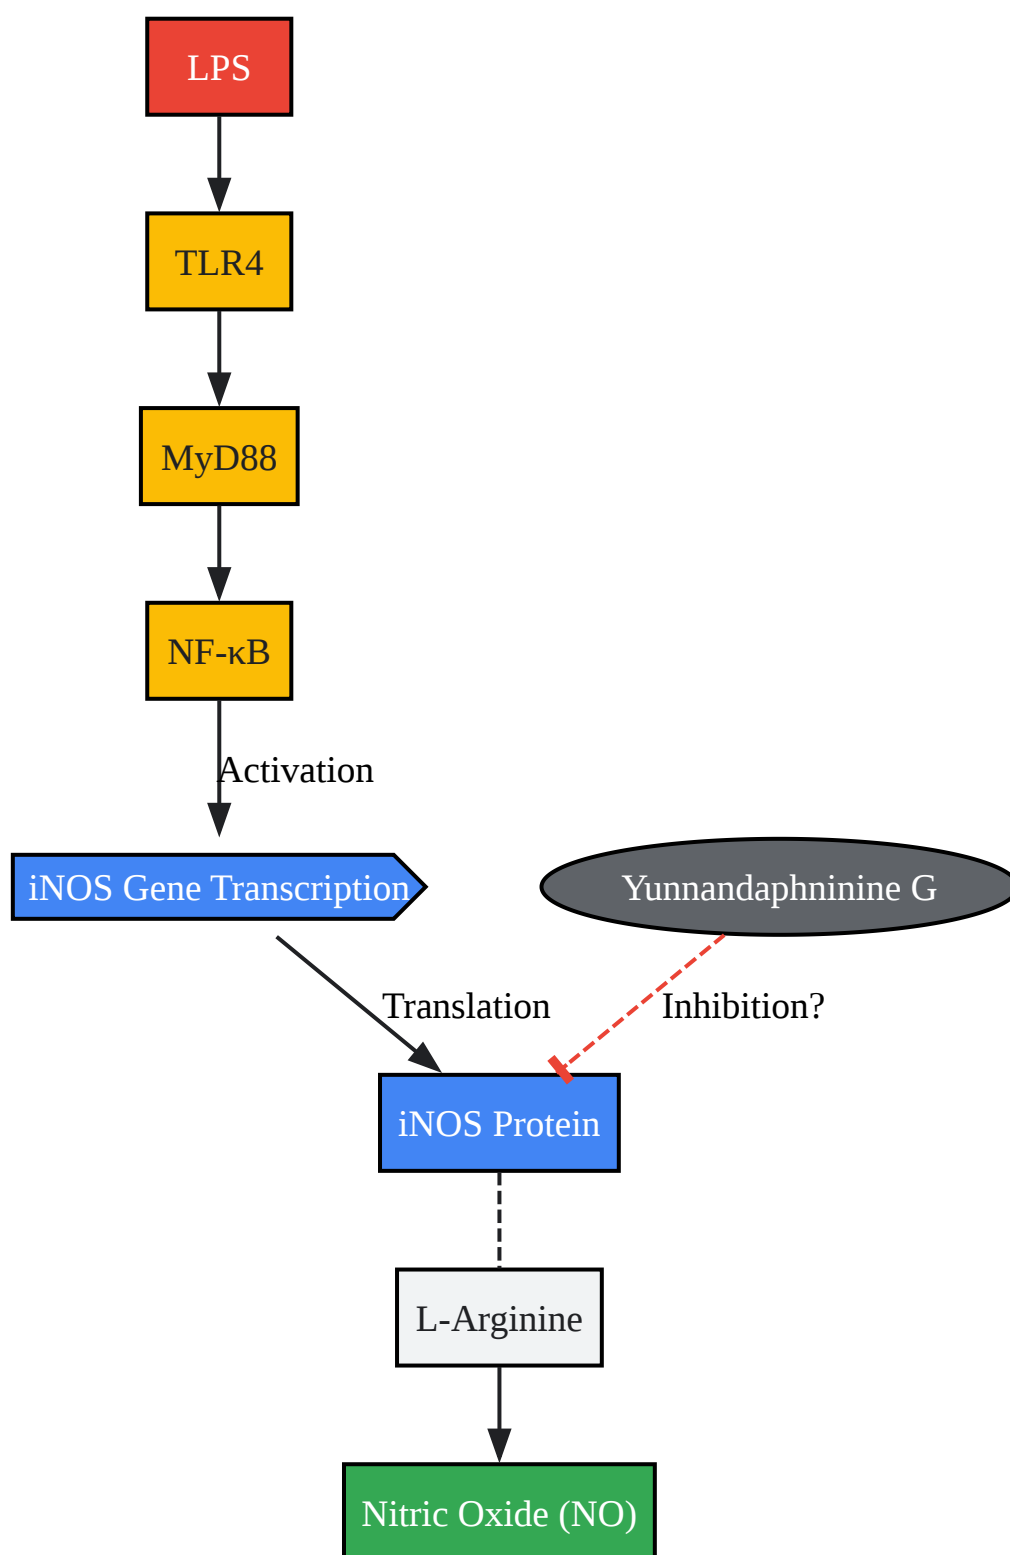 LPS
TLR4
MyD88
NF-κB
Activation
iNOS Gene Transcription
Yunnandaphninine G
Translation
Inhibition?
iNOS Protein
L-Arginine
Nitric Oxide (NO)